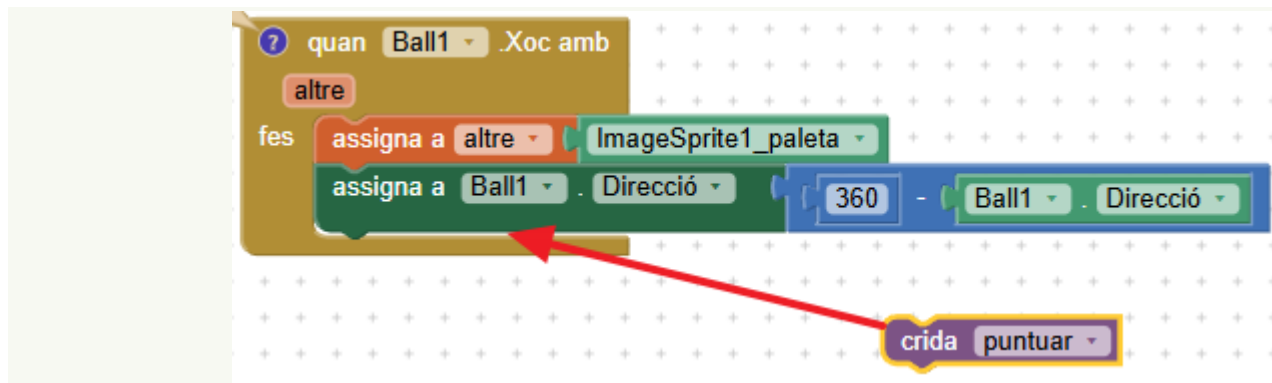 ? quan Ball1 .Xoc amb
altre
fes assigna a altre ImageSprite1_paleta
assigna a Ball1 . Direcció 360 - Ball1 . Direcció
crida puntuar